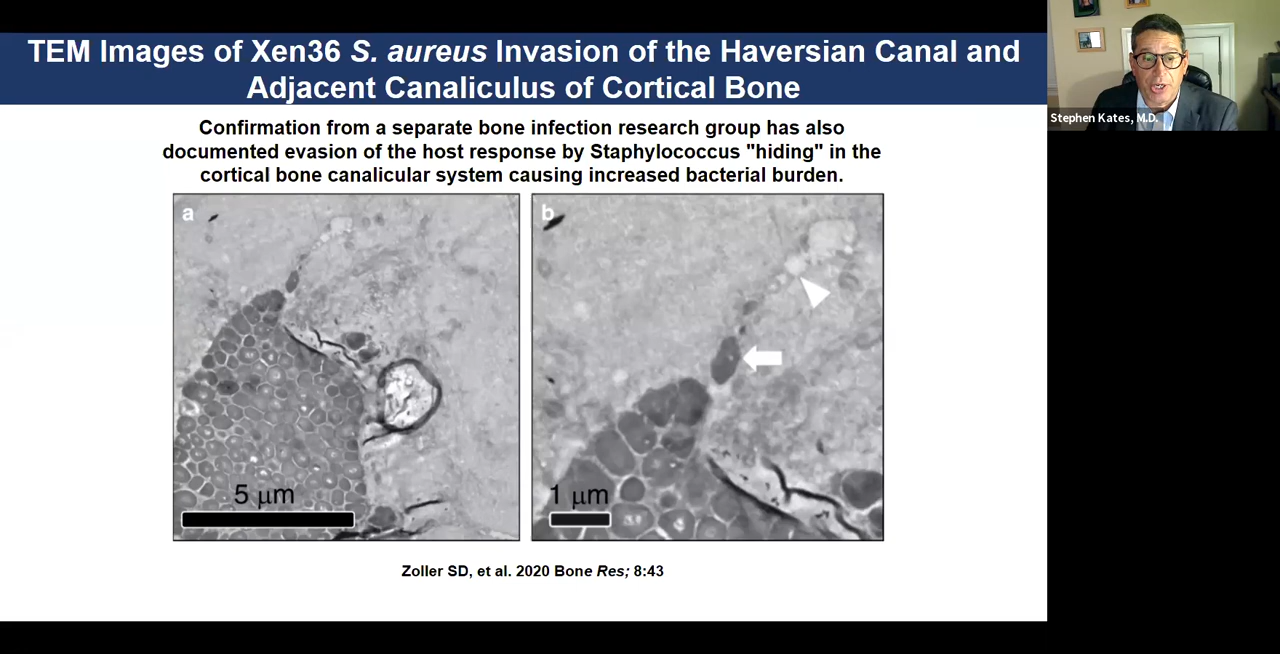 TEM Images of Xen36 S. aureus Invasion of the Haversian Canal and
Adjacent Canaliculus of Cortical Bone
Stephen Kates, M.D.
Confirmation from a separate bone infection research group has also
documented evasion of the host response by Staphylococcus "hiding" in the
cortical bone canalicular system causing increased bacterial burden.
a
b
5 μm
1 μm
Zoller SD, et al. 2020 Bone Res; 8:43